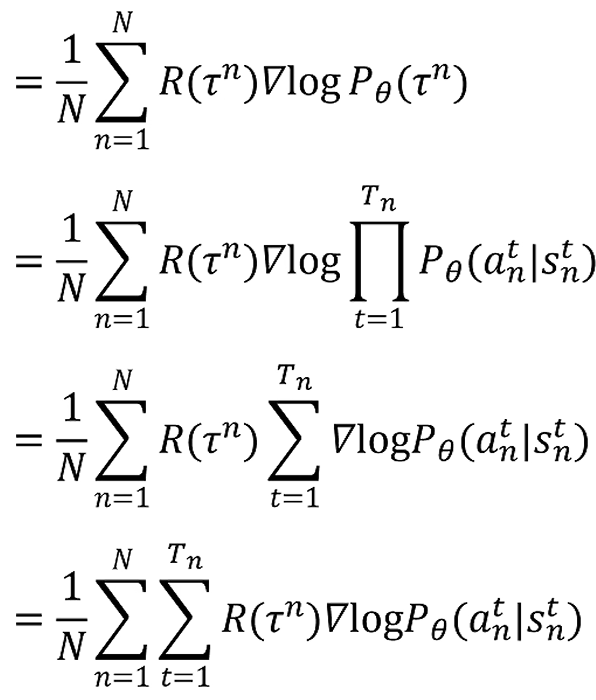 $= \frac{1}{N}\sum_{n=1}^{N} R(\tau^n)\nabla \log P_\theta(\tau^n)$
$= \frac{1}{N}\sum_{n=1}^{N} R(\tau^n)\nabla \log \prod_{t=1}^{T_n} P_\theta(a_n^t|s_n^t)$
$= \frac{1}{N}\sum_{n=1}^{N} R(\tau^n) \sum_{t=1}^{T_n} \nabla \log P_\theta(a_n^t|s_n^t)$
$= \frac{1}{N}\sum_{n=1}^{N}\sum_{t=1}^{T_n} R(\tau^n)\nabla \log P_\theta(a_n^t|s_n^t)$